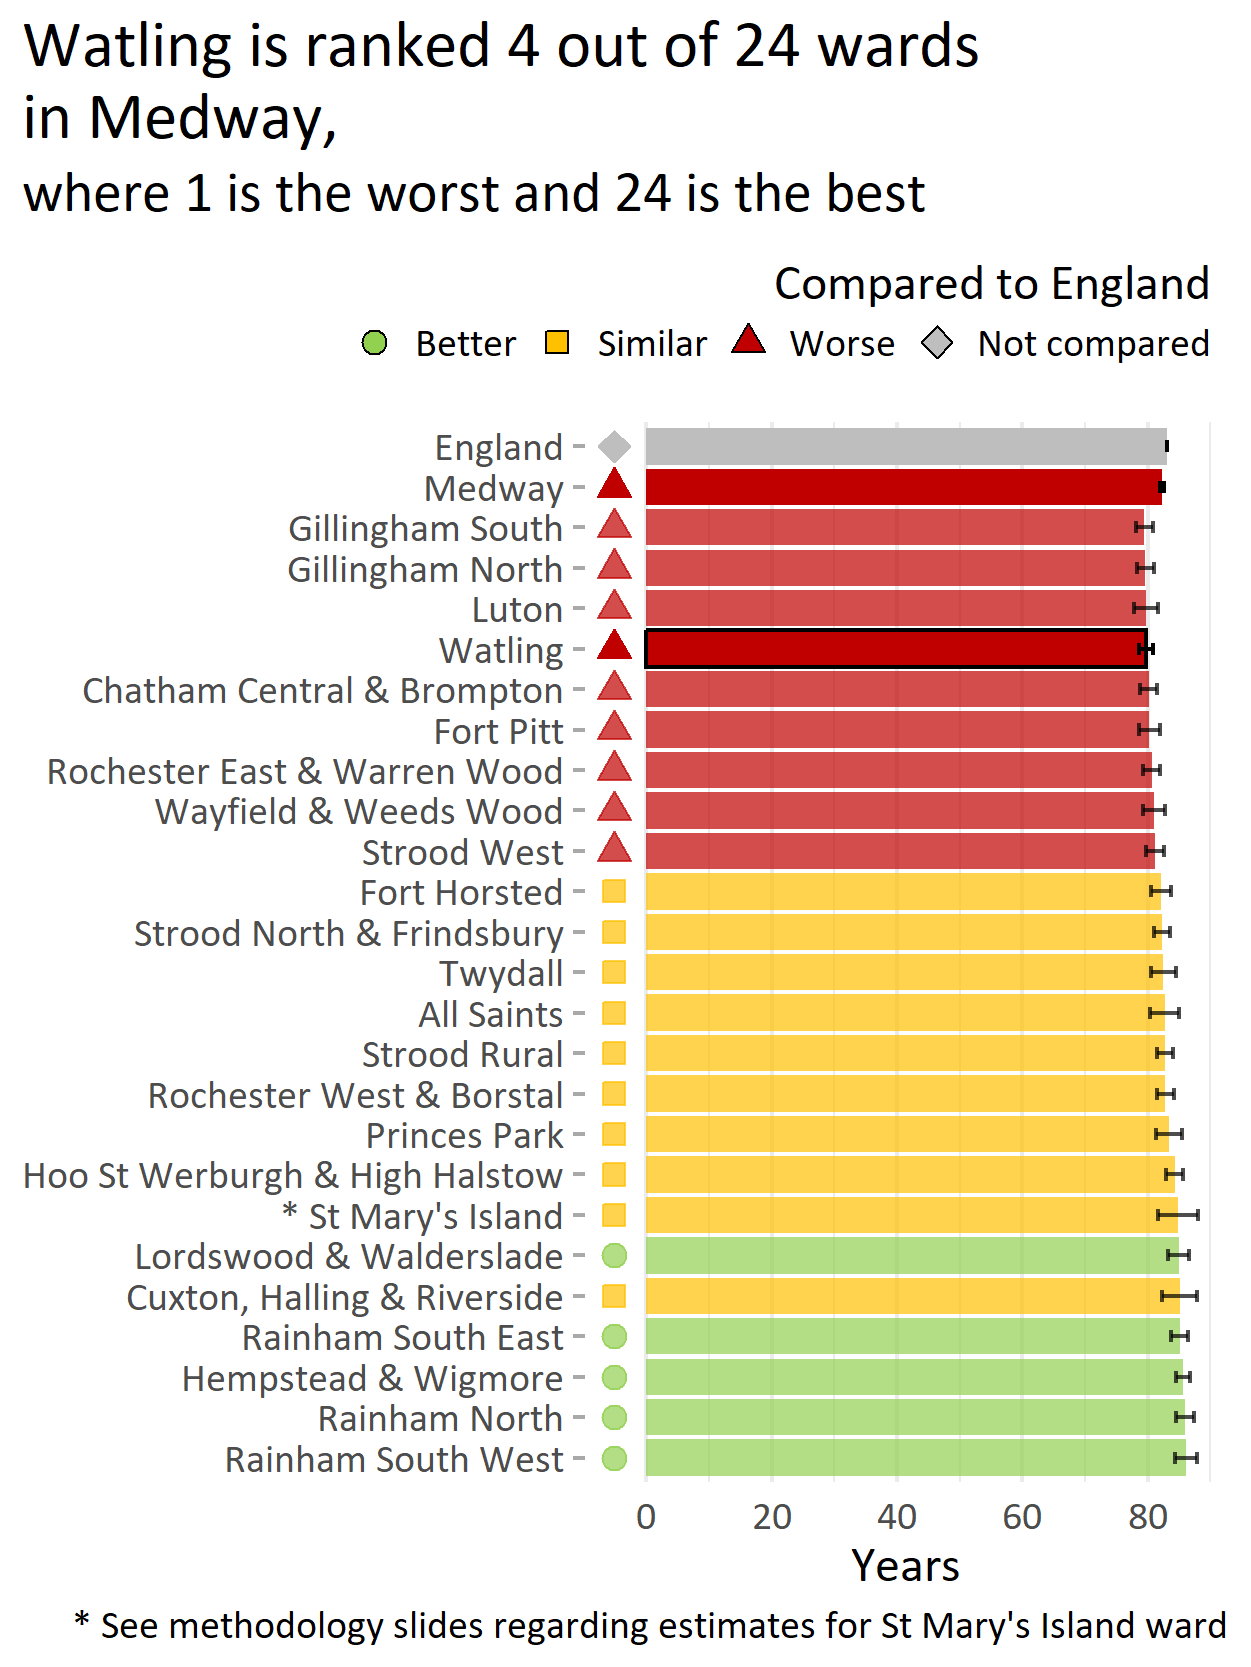 Watling is ranked 4 out of 24 wards
in Medway,
where 1 is the worst and 24 is the best
Compared to England
Better Similar Worse Not compared
England
Medway
Gillingham South
Gillingham North
Luton
Watling
Chatham Central & Brompton
Fort Pitt
Rochester East & Warren Wood
Wayfield & Weeds Wood
Strood West
Fort Horsted
Strood North & Frindsbury
Twydall
All Saints
Strood Rural
Rochester West & Borstal
Princes Park
Hoo St Werburgh & High Halstow
* St Mary's Island
Lordswood & Walderslade
Cuxton, Halling & Riverside
Rainham South East
Hempstead & Wigmore
Rainham North
Rainham South West
0 20 40 60 80
Years
* See methodology slides regarding estimates for St Mary's Island ward